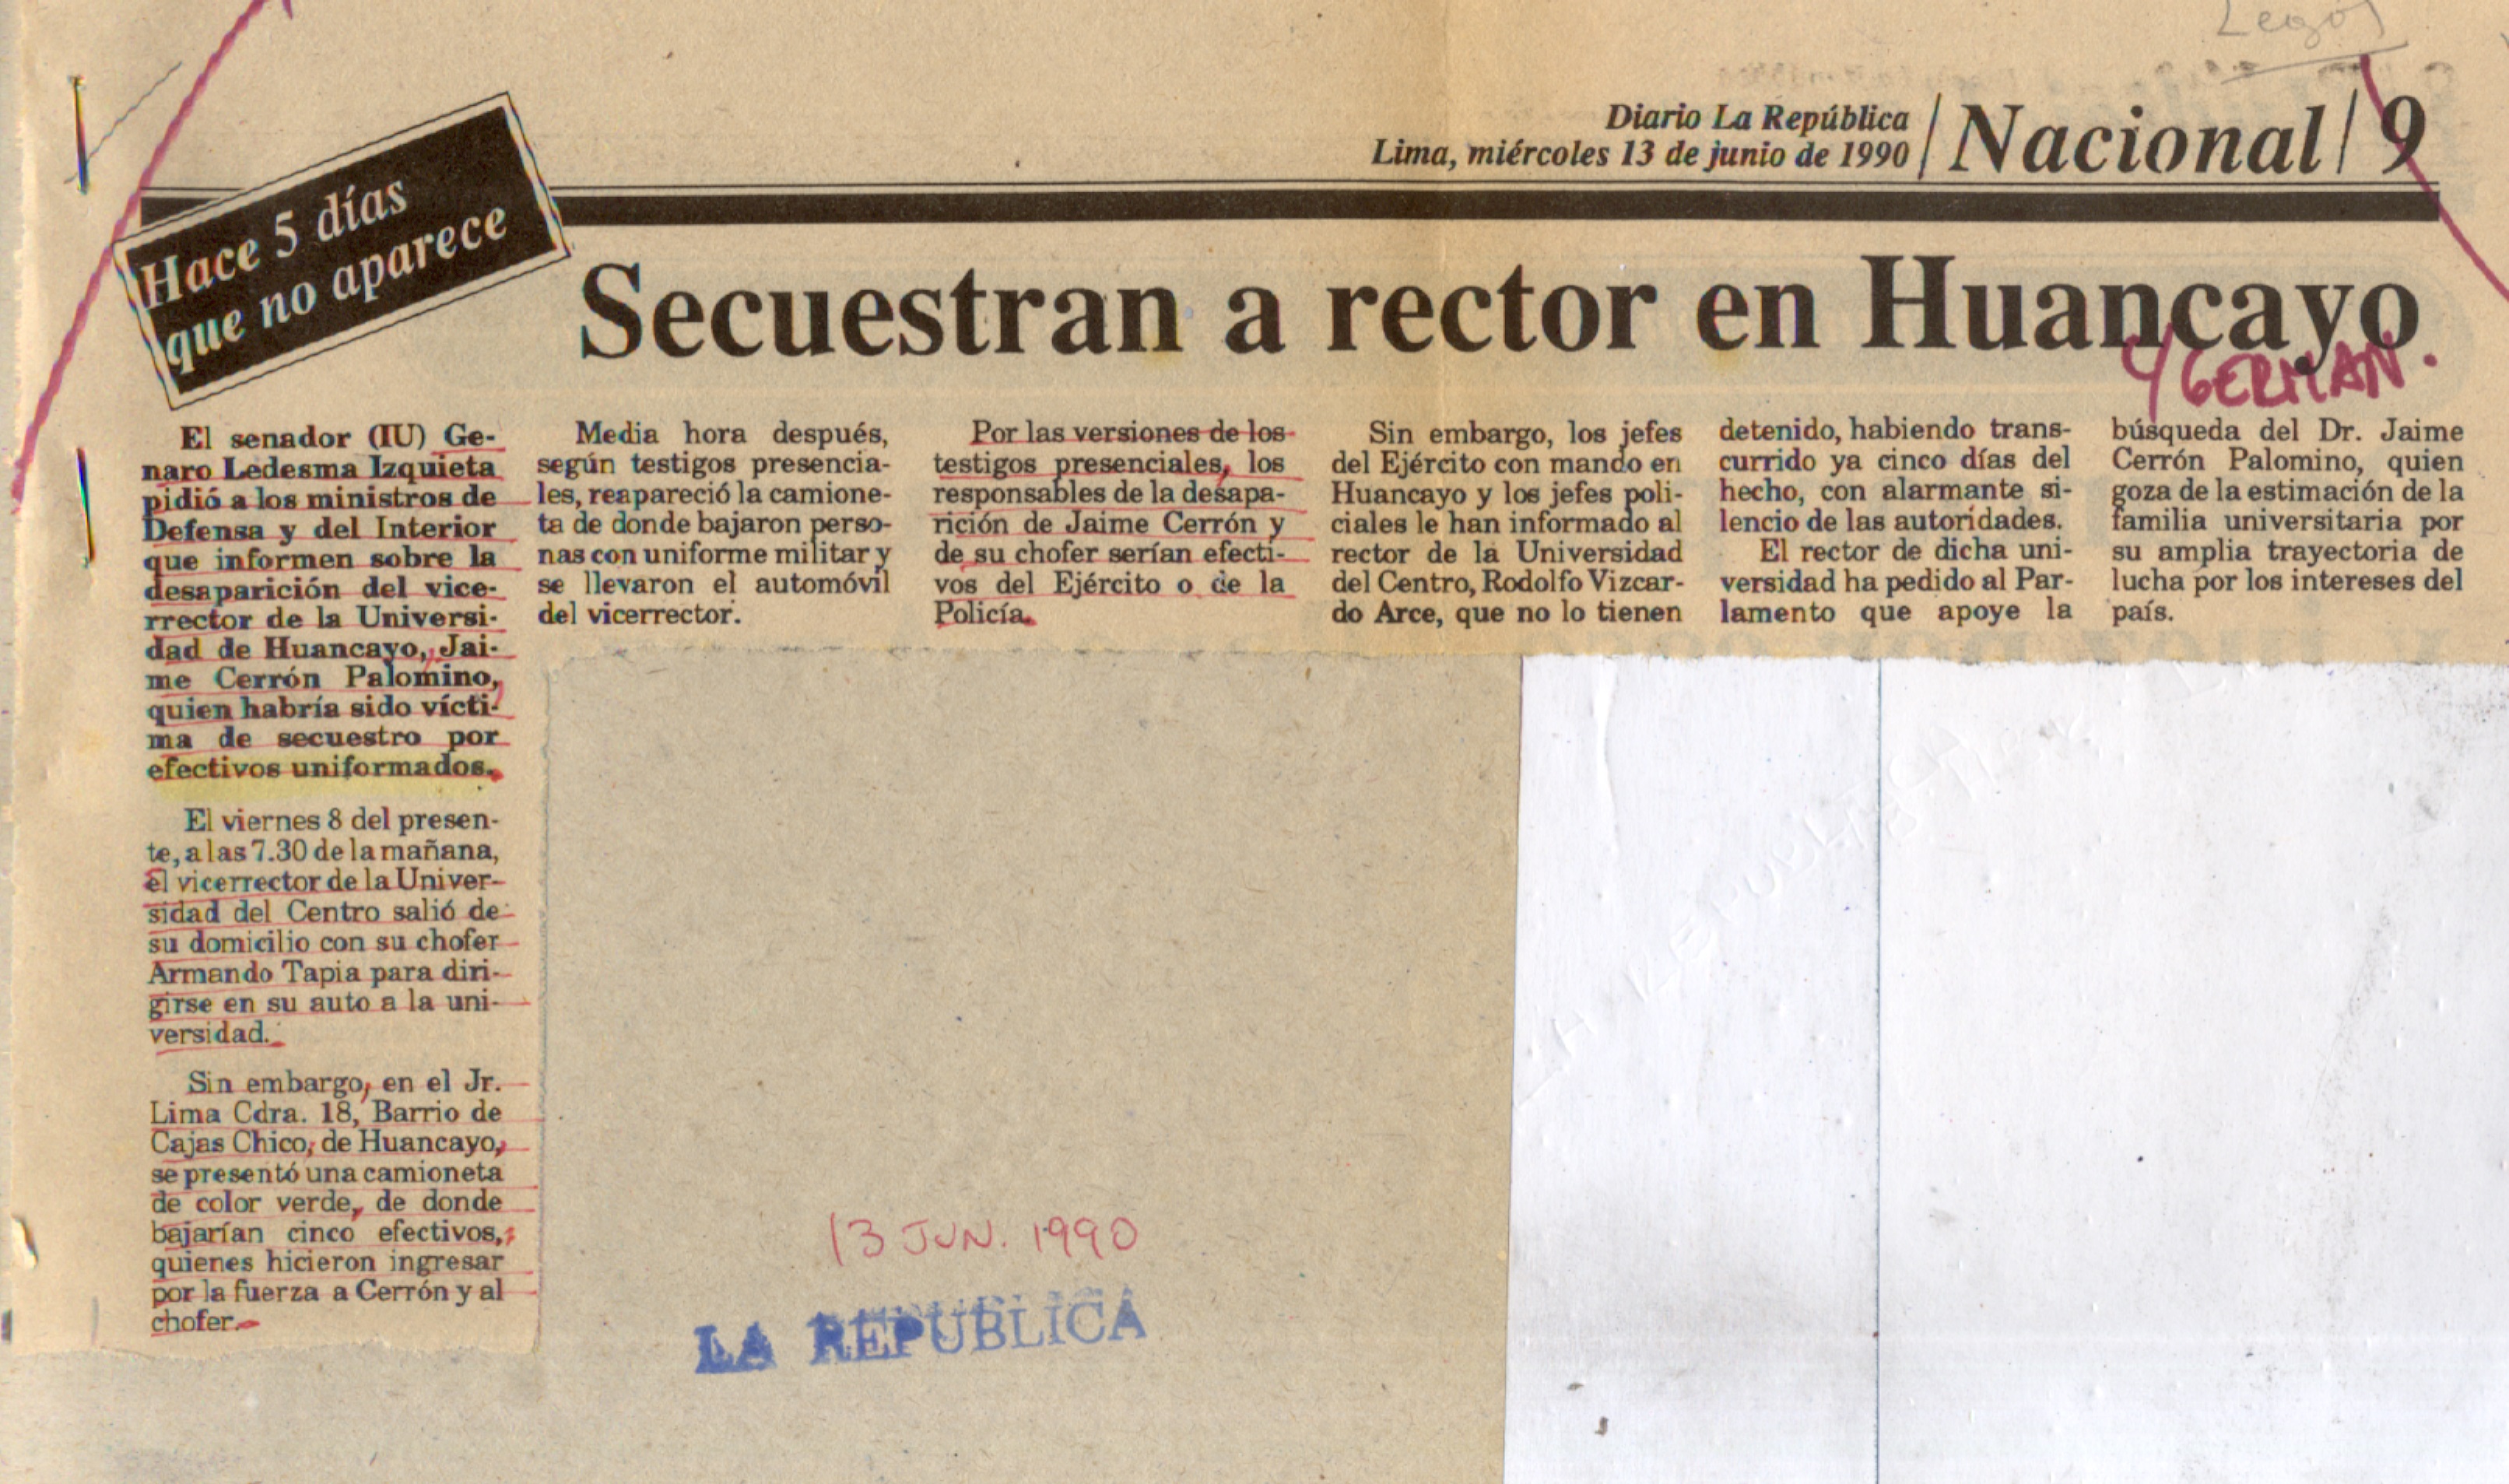 Legos
Diario La República
Lima, miércoles 13 de junio de 1990
Nacional / 9
Hace 5 días
que no aparece
Secuestran a rector en Huancayo
y GERMAN.
El senador (IU) Ge-
naro Ledesma Izquieta
pidió a los ministros de
Defensa y del Interior
que informen sobre la
desaparición del vice-
rrector de la Universi-
dad de Huancayo, Jai-
me Cerrón Palomino,
quien habría sido vícti-
ma de secuestro por
efectivos uniformados.
El viernes 8 del presen-
te, a las 7.30 de la mañana,
el vicerrector de la Univer-
sidad del Centro salió de
su domicilio con su chofer
Armando Tapia para diri-
girse en su auto a la uni-
versidad.
Sin embargo, en el Jr.
Lima Cdra. 18, Barrio de
Cajas Chico, de Huancayo,
se presentó una camioneta
de color verde, de donde
bajarían cinco efectivos,
quienes hicieron ingresar
por la fuerza a Cerrón y al
chofer.
Media hora después,
según testigos presencia-
les, reapareció la camione-
ta de donde bajaron perso-
nas con uniforme militar y
se llevaron el automóvil
del vicerrector.
Por las versiones de los
testigos presenciales, los
responsables de la desapa-
rición de Jaime Cerrón y
de su chofer serían efecti-
vos del Ejército o de la
Policía.
Sin embargo, los jefes
del Ejército con mando en
Huancayo y los jefes poli-
ciales le han informado al
rector de la Universidad
del Centro, Rodolfo Vizcar-
do Arce, que no lo tienen
detenido, habiendo trans-
currido ya cinco días del
hecho, con alarmante si-
lencio de las autoridades.
El rector de dicha uni-
versidad ha pedido al Par-
lamento que apoye la
búsqueda del Dr. Jaime
Cerrón Palomino, quien
goza de la estimación de la
familia universitaria por
su amplia trayectoria de
lucha por los intereses del
país.
13 JUN. 1990
LA REPUBLICA